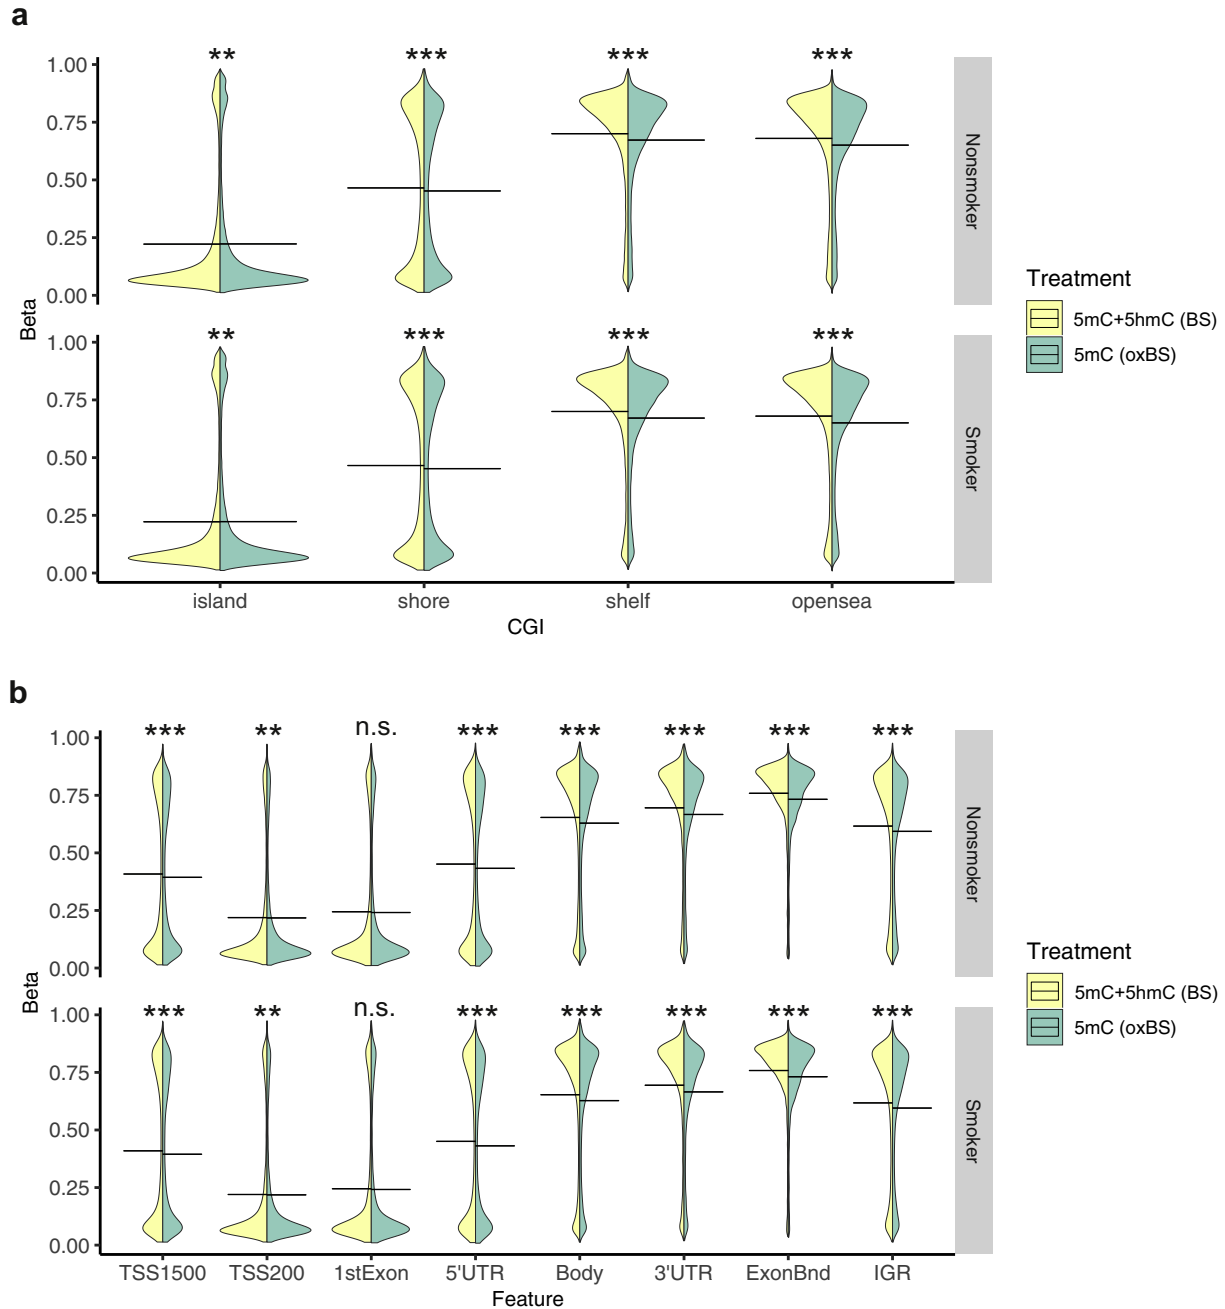 a
** *** *** ***
1.00
0.75
0.50
0.25
0.00
Nonsmoker
** *** *** ***
1.00
0.75
0.50
0.25
0.00
Smoker
Beta
island shore shelf opensea
CGI
Treatment
5mC+5hmC (BS)
5mC (oxBS)
b
*** ** n.s. *** *** *** *** ***
1.00
0.75
0.50
0.25
0.00
Nonsmoker
*** ** n.s. *** *** *** *** ***
1.00
0.75
0.50
0.25
0.00
Smoker
Beta
TSS1500 TSS200 1stExon 5'UTR Body 3'UTR ExonBnd IGR
Feature
Treatment
5mC+5hmC (BS)
5mC (oxBS)